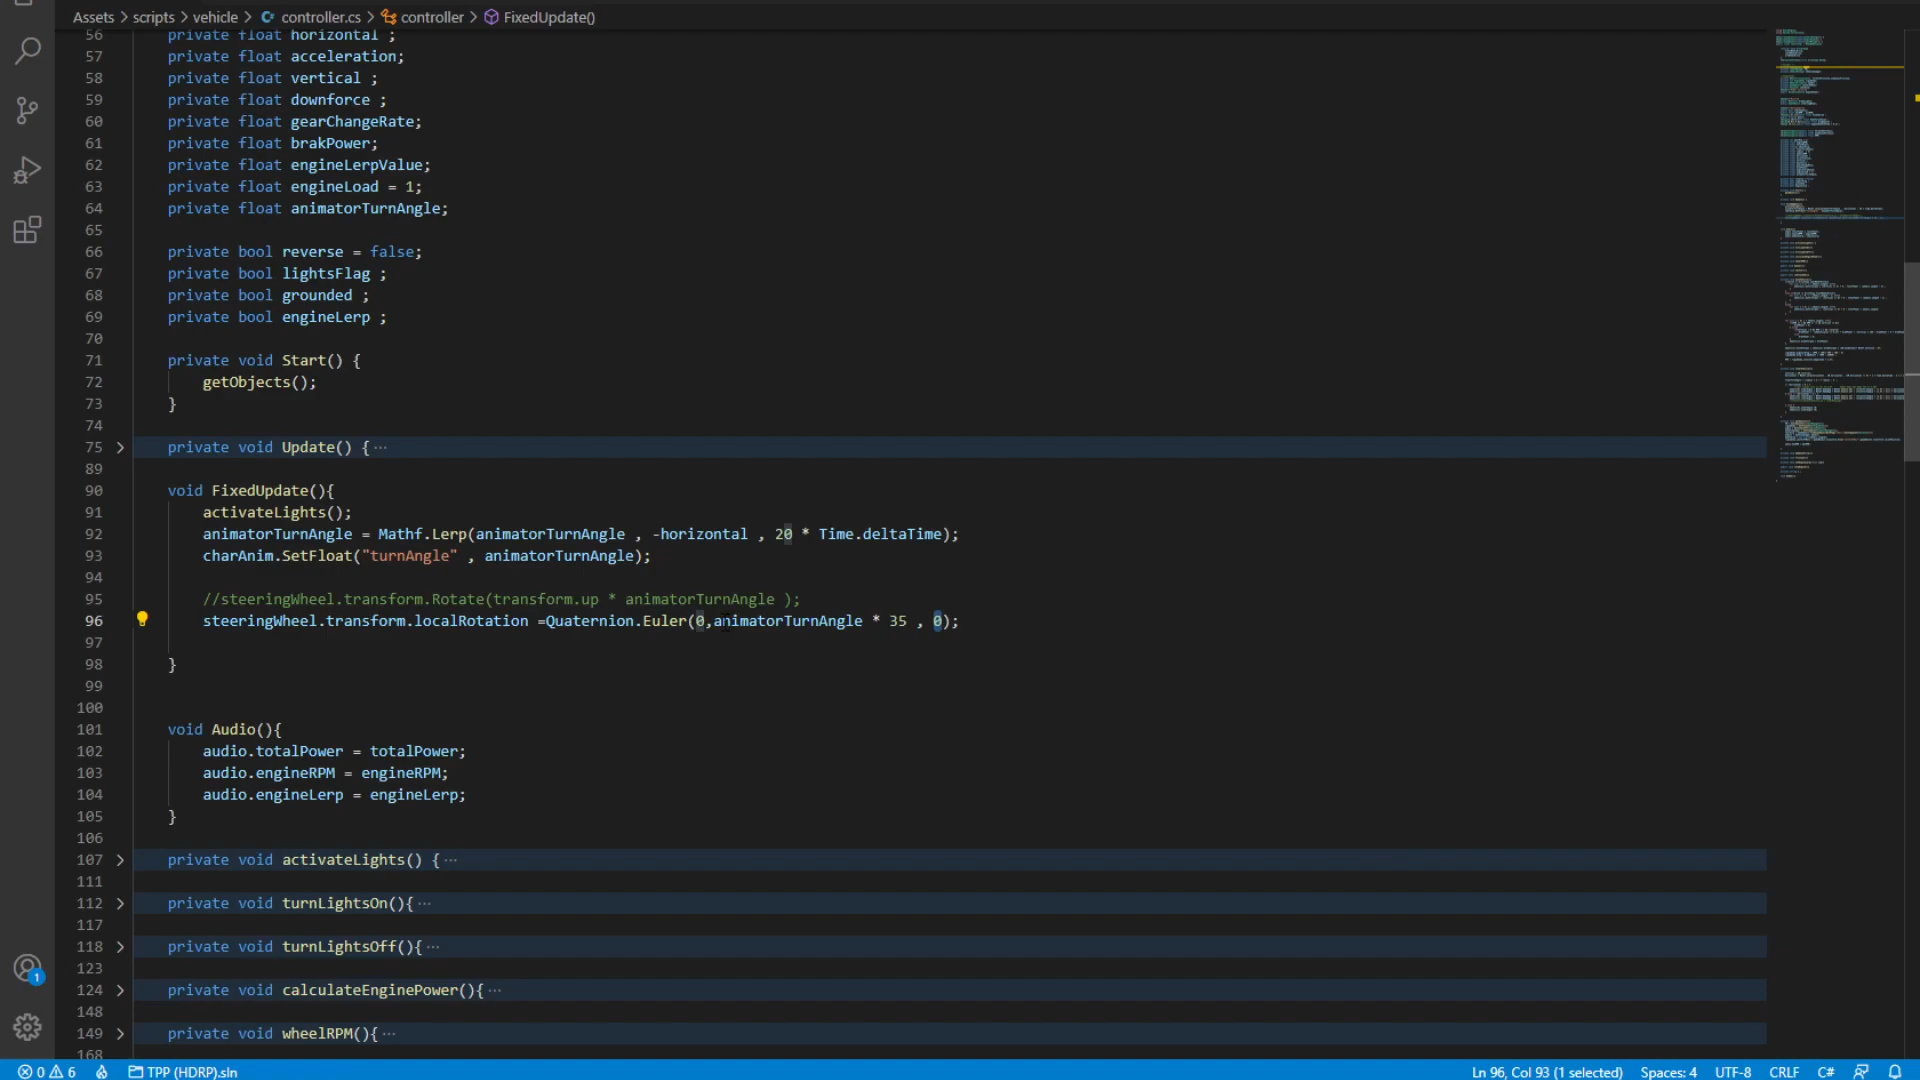 Assets > scripts > vehicle > controller.cs > controller > FixedUpdate()
56 private float horizontal ;
57 private float acceleration;
58 private float vertical ;
59 private float downforce ;
60 private float gearChangeRate;
61 private float brakPower;
62 private float engineLerpValue;
63 private float engineLoad = 1;
64 private float animatorTurnAngle;
65
66 private bool reverse = false;
67 private bool lightsFlag ;
68 private bool grounded ;
69 private bool engineLerp ;
70
71 private void Start() {
72 getObjects();
73 }
74
75 > private void Update() { ···
89
90 void FixedUpdate(){
91 activateLights();
92 animatorTurnAngle = Mathf.Lerp(animatorTurnAngle , -horizontal , 20 * Time.deltaTime);
93 charAnim.SetFloat("turnAngle" , animatorTurnAngle);
94
95 //steeringWheel.transform.Rotate(transform.up * animatorTurnAngle );
96 steeringWheel.transform.localRotation =Quaternion.Euler(0,animatorTurnAngle * 35 , 0);
97
98 }
99
100
101 void Audio(){
102 audio.totalPower = totalPower;
103 audio.engineRPM = engineRPM;
104 audio.engineLerp = engineLerp;
105 }
106
107 > private void activateLights() { ···
111
112 > private void turnLightsOn(){ ···
117
118 > private void turnLightsOff(){ ···
123
124 > private void calculateEnginePower(){ ···
148
149 > private void wheelRPM(){ ···
168
1
0 6 TPP (HDRP).sln Ln 96, Col 93 (1 selected) Spaces: 4 UTF-8 CRLF C#